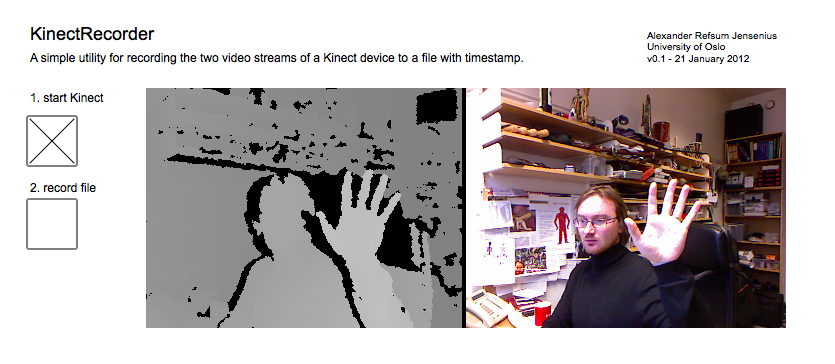 KinectRecorder
A simple utility for recording the two video streams of a Kinect device to a file with timestamp.
Alexander Refsum Jensenius
University of Oslo
v0.1 - 21 January 2012
1. start Kinect
2. record file